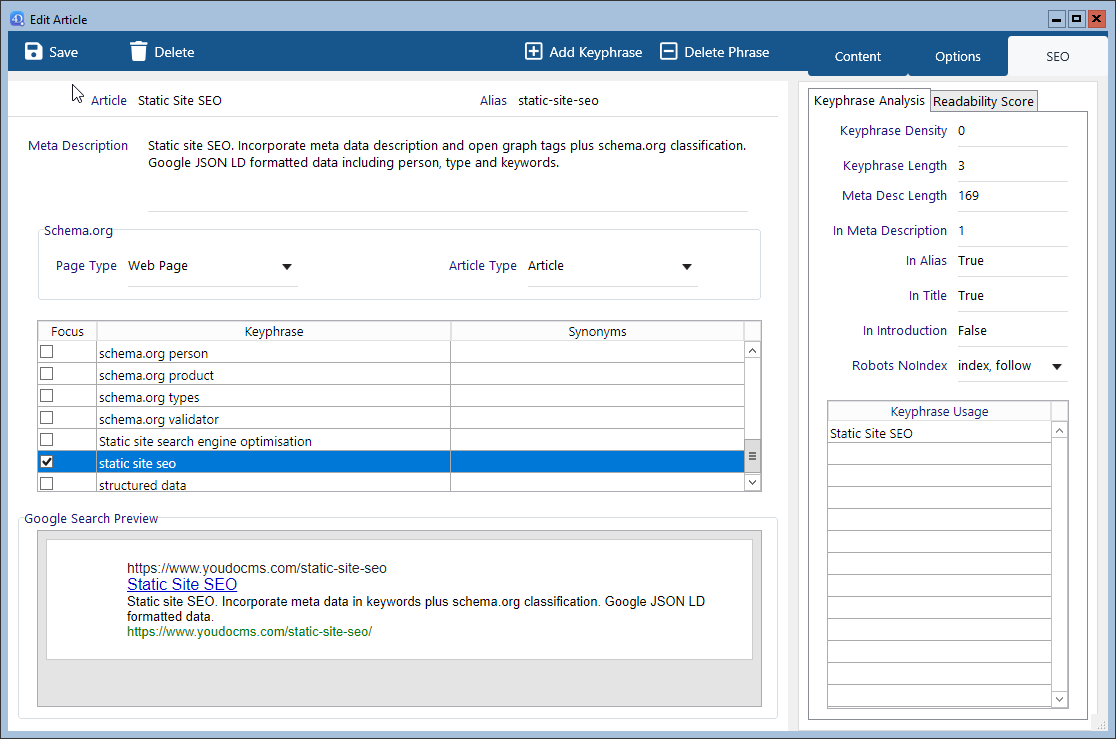 Edit Article
Save
Delete
Add Keyphrase
Delete Phrase
Content
Options
SEO
Article Static Site SEO
Alias static-site-seo
Meta Description
Static site SEO. Incorporate meta data description and open graph tags plus schema.org classification.
Google JSON LD formatted data including person, type and keywords.
Schema.org
Page Type Web Page
Article Type Article
Focus Keyphrase Synonyms
schema.org person
schema.org product
schema.org types
schema.org validator
Static site search engine optimisation
static site seo
structured data
Google Search Preview
https://www.youdocms.com/static-site-seo
Static Site SEO
Static site SEO. Incorporate meta data in keywords plus schema.org classification. Google JSON LD
formatted data.
https://www.youdocms.com/static-site-seo/
Keyphrase Analysis
Readability Score
Keyphrase Density 0
Keyphrase Length 3
Meta Desc Length 169
In Meta Description 1
In Alias True
In Title True
In Introduction False
Robots NoIndex index, follow
Keyphrase Usage
Static Site SEO